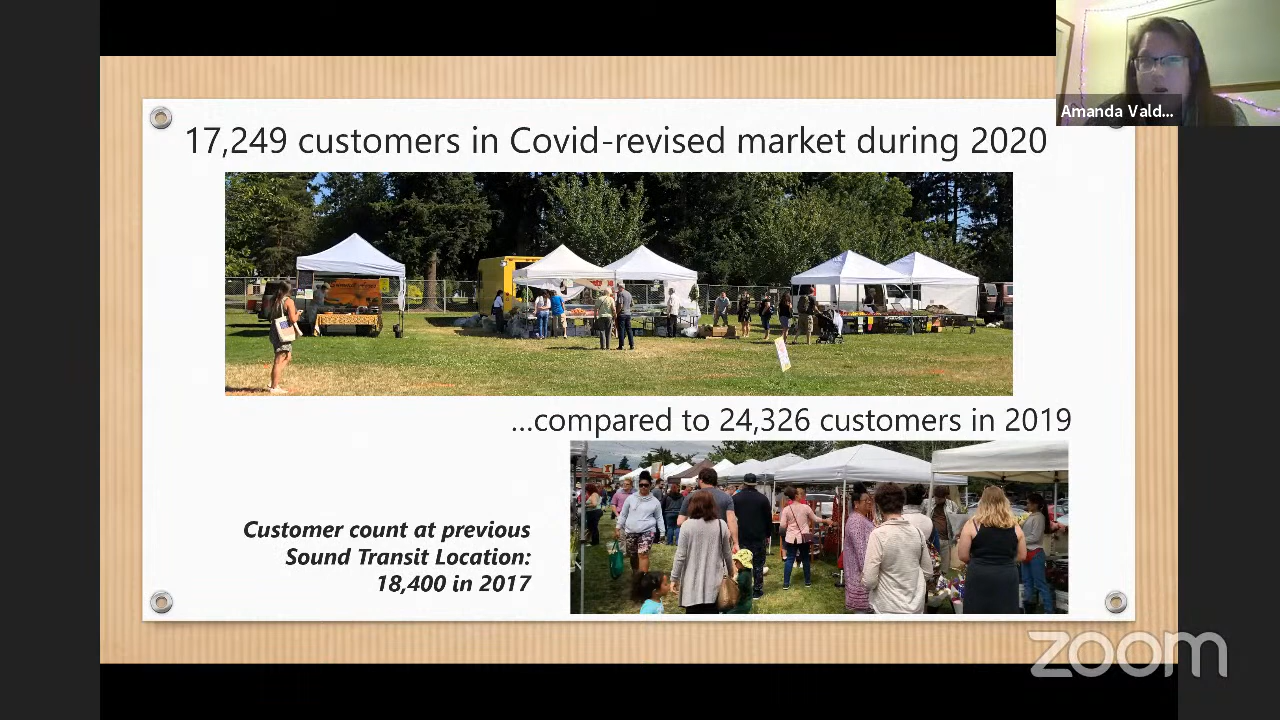 17,249 customers in Covid-revised market during 2020
Amanda Vald...
...compared to 24,326 customers in 2019
Customer count at previous
Sound Transit Location:
18,400 in 2017
zoom